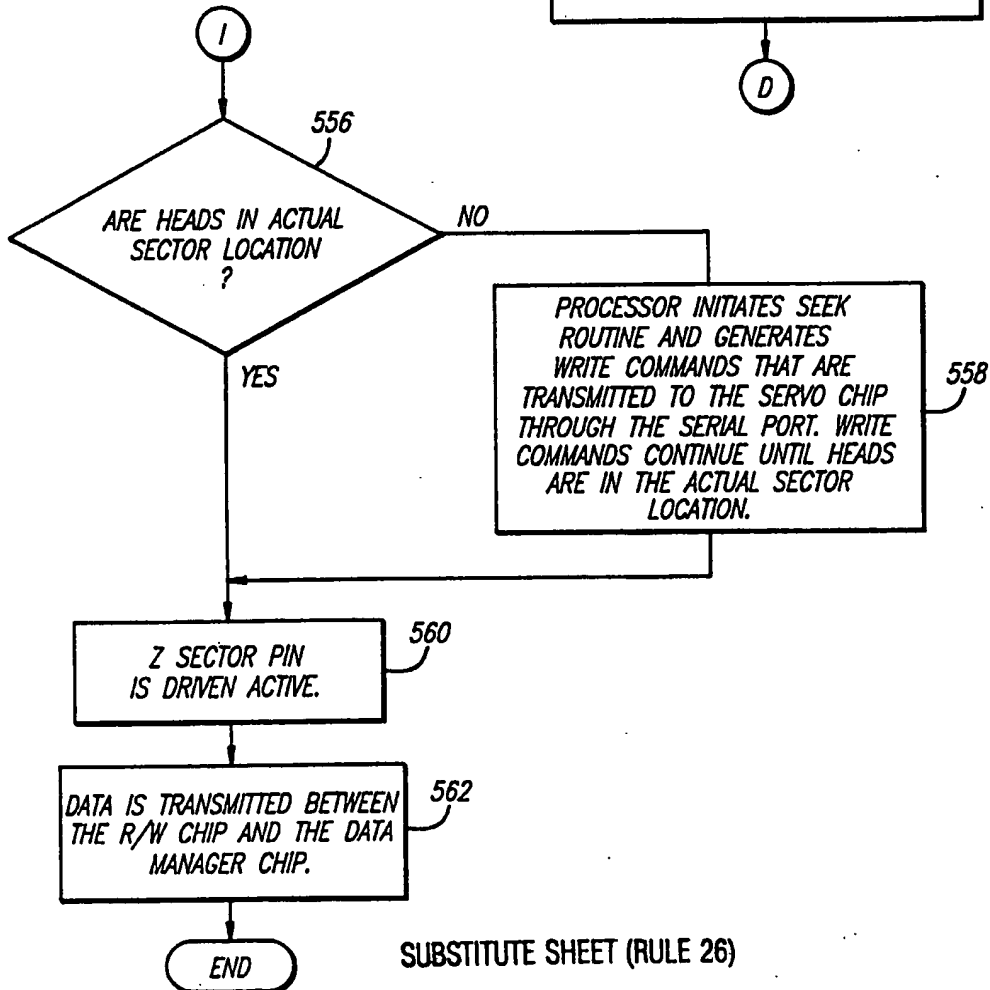 I
D
556
ARE HEADS IN ACTUAL
SECTOR LOCATION
?
NO
YES
PROCESSOR INITIATES SEEK
ROUTINE AND GENERATES
WRITE COMMANDS THAT ARE
TRANSMITTED TO THE SERVO CHIP
THROUGH THE SERIAL PORT. WRITE
COMMANDS CONTINUE UNTIL HEADS
ARE IN THE ACTUAL SECTOR
LOCATION.
558
Z SECTOR PIN
IS DRIVEN ACTIVE.
560
DATA IS TRANSMITTED BETWEEN
THE R/W CHIP AND THE DATA
MANAGER CHIP.
562
END
SUBSTITUTE SHEET (RULE 26)